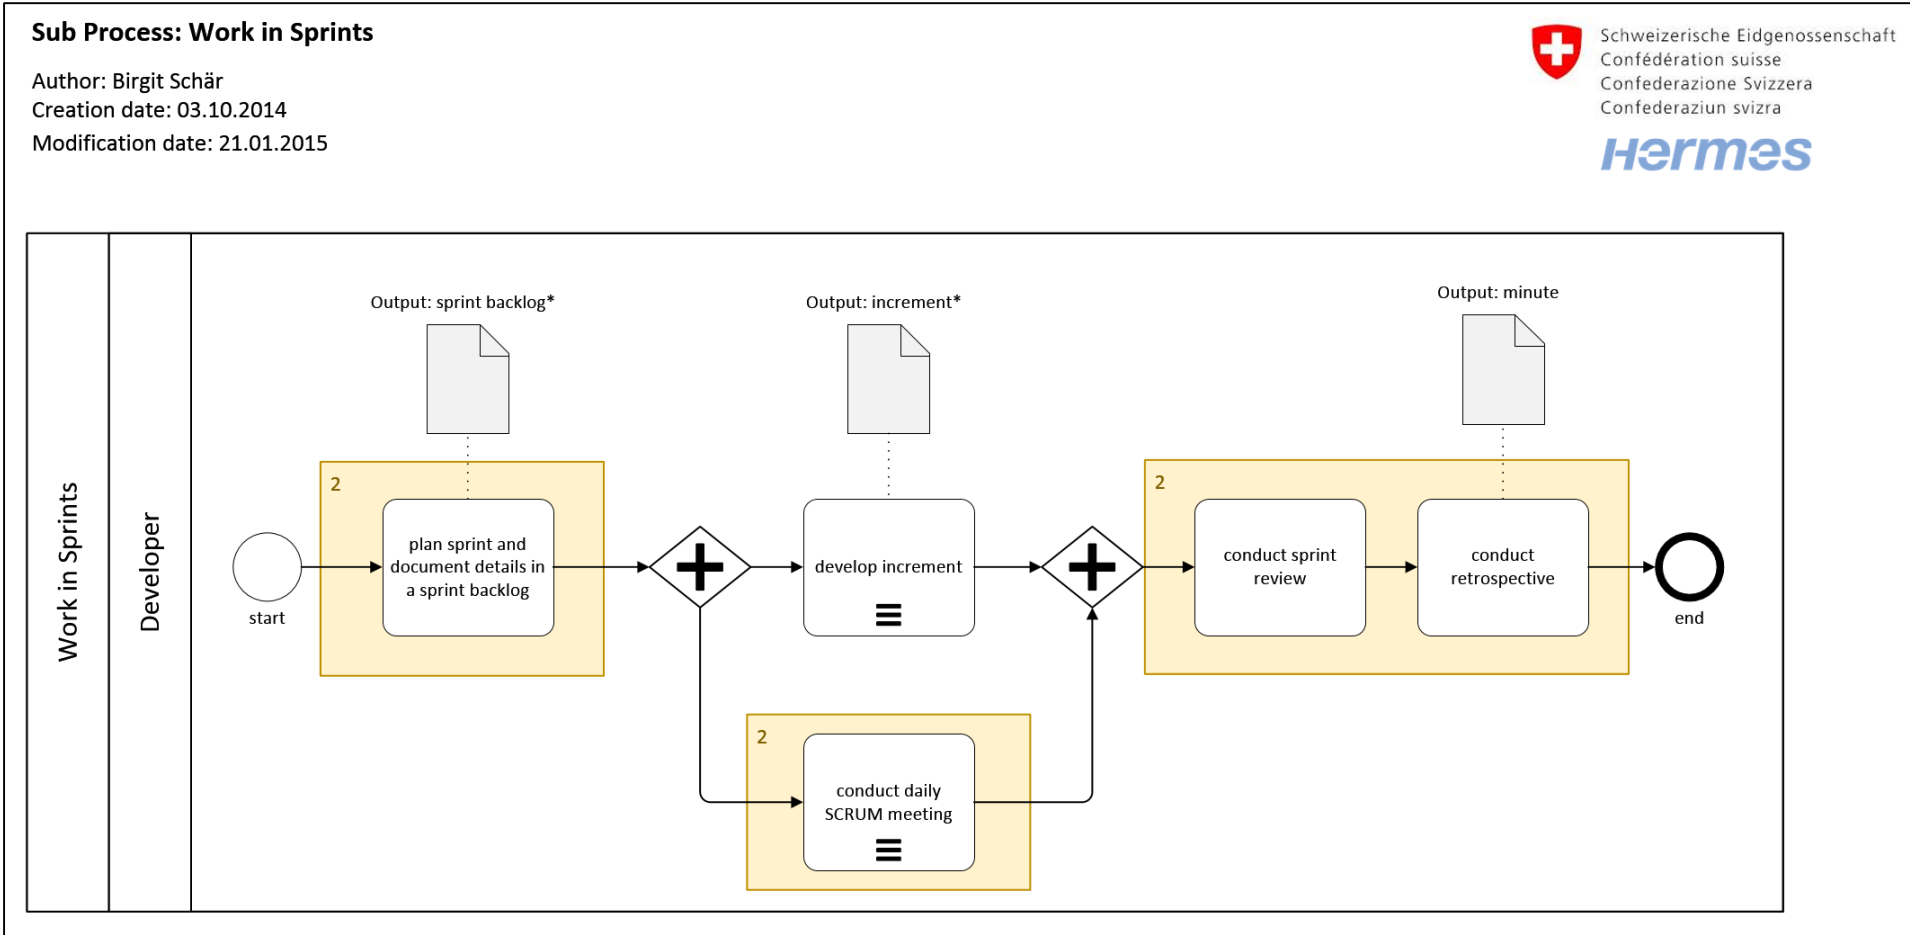 Sub Process: Work in Sprints
Author: Birgit Schär
Creation date: 03.10.2014
Modification date: 21.01.2015
Schweizerische Eidgenossenschaft
Confédération suisse
Confederazione Svizzera
Confederaziun svizra
Hermes
Work in Sprints
Developer
start
Output: sprint backlog*
2
plan sprint and
document details in
a sprint backlog
Output: increment*
develop increment
2
conduct daily
SCRUM meeting
Output: minute
2
conduct sprint
review
conduct
retrospective
end